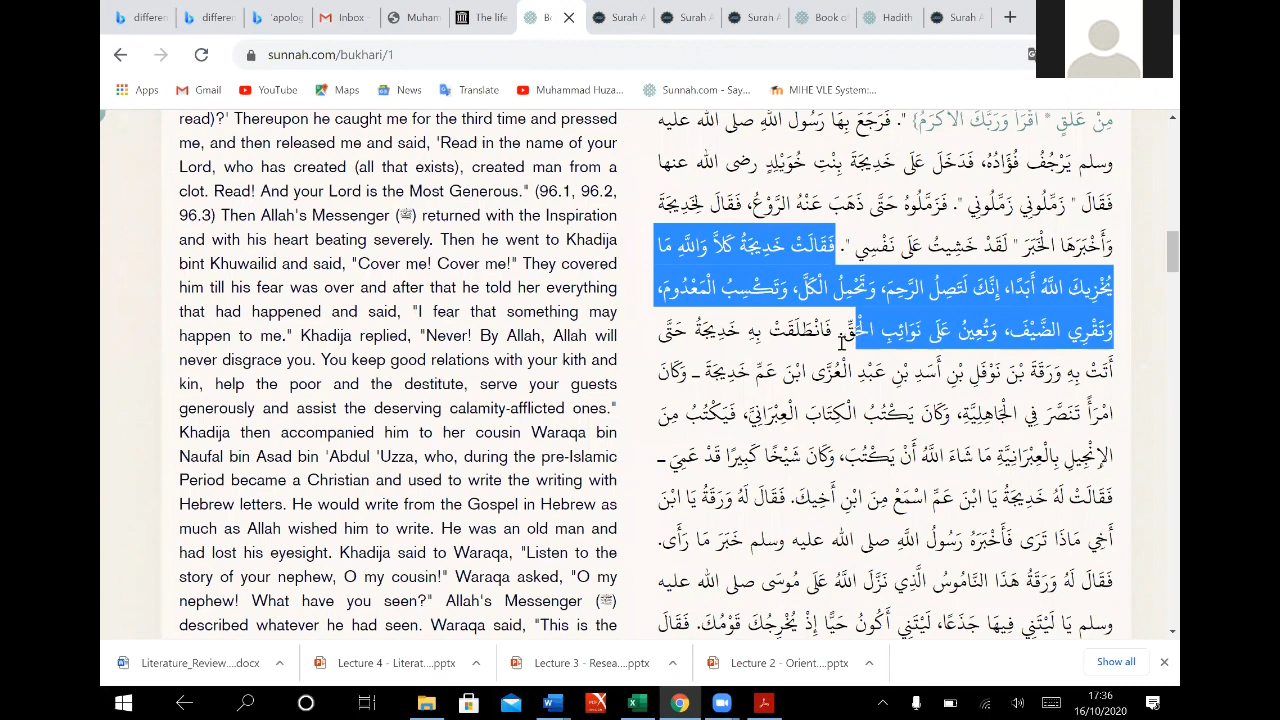 differen
differen
'apolog
Inbox
Muham
The life
Bo
Surah A
Surah A
Surah A
Book of
Hadith
Surah A
sunnah.com/bukhari/1
Apps
Gmail
YouTube
Maps
News
Translate
Muhammad Huza...
Sunnah.com - Say...
MIHE VLE System:...
read)?' Thereupon he caught me for the third time and pressed
me, and then released me and said, 'Read in the name of your
Lord, who has created (all that exists), created man from a
clot. Read! And your Lord is the Most Generous." (96.1, 96.2,
96.3) Then Allah's Messenger (ﷺ) returned with the Inspiration
and with his heart beating severely. Then he went to Khadija
bint Khuwailid and said, "Cover me! Cover me!" They covered
him till his fear was over and after that he told her everything
that had happened and said, "I fear that something may
happen to me." Khadija replied, "Never! By Allah, Allah will
never disgrace you. You keep good relations with your kith and
kin, help the poor and the destitute, serve your guests
generously and assist the deserving calamity-afflicted ones."
Khadija then accompanied him to her cousin Waraqa bin
Naufal bin Asad bin 'Abdul 'Uzza, who, during the pre-Islamic
Period became a Christian and used to write the writing with
Hebrew letters. He would write from the Gospel in Hebrew as
much as Allah wished him to write. He was an old man and
had lost his eyesight. Khadija said to Waraqa, "Listen to the
story of your nephew, O my cousin!" Waraqa asked, "O my
nephew! What have you seen?" Allah's Messenger (ﷺ)
described whatever he had seen. Waraqa said, "This is the
مِنْ عَلَقٍ * اقْرَأْ وَرَبُّكَ الأَكْرَمُ} ". فَرَجَعَ بِهَا رَسُولُ اللَّهِ صلى الله عليه
وسلم يَرْجُفُ فُؤَادُهُ، فَدَخَلَ عَلَى خَدِيجَةَ بِنْتِ خُوَيْلِدٍ رضى الله عنها
فَقَالَ " زَمِّلُونِي زَمِّلُونِي ". فَزَمَّلُوهُ حَتَّى ذَهَبَ عَنْهُ الرَّوْعُ، فَقَالَ لِخَدِيجَةَ
وَأَخْبَرَهَا الْخَبَرَ " لَقَدْ خَشِيتُ عَلَى نَفْسِي ". فَقَالَتْ خَدِيجَةُ كَلاَّ وَاللَّهِ مَا
يُخْزِيكَ اللَّهُ أَبَدًا، إِنَّكَ لَتَصِلُ الرَّحِمَ، وَتَحْمِلُ الْكَلَّ، وَتَكْسِبُ الْمَعْدُومَ،
وَتَقْرِي الضَّيْفَ، وَتُعِينُ عَلَى نَوَائِبِ الْحَقِّ. فَانْطَلَقَتْ بِهِ خَدِيجَةُ حَتَّى
أَتَتْ بِهِ وَرَقَةَ بْنَ نَوْفَلِ بْنِ أَسَدِ بْنِ عَبْدِ الْعُزَّى ابْنَ عَمِّ خَدِيجَةَ ـ وَكَانَ
امْرَأً تَنَصَّرَ فِي الْجَاهِلِيَّةِ، وَكَانَ يَكْتُبُ الْكِتَابَ الْعِبْرَانِيَّ، فَيَكْتُبُ مِنَ
الإِنْجِيلِ بِالْعِبْرَانِيَّةِ مَا شَاءَ اللَّهُ أَنْ يَكْتُبَ، وَكَانَ شَيْخًا كَبِيرًا قَدْ عَمِيَ ـ
فَقَالَتْ لَهُ خَدِيجَةُ يَا ابْنَ عَمِّ اسْمَعْ مِنَ ابْنِ أَخِيكَ. فَقَالَ لَهُ وَرَقَةُ يَا ابْنَ
أَخِي مَاذَا تَرَى فَأَخْبَرَهُ رَسُولُ اللَّهِ صلى الله عليه وسلم خَبَرَ مَا رَأَى.
فَقَالَ لَهُ وَرَقَةُ هَذَا النَّامُوسُ الَّذِي نَزَّلَ اللَّهُ عَلَى مُوسَى صلى الله عليه
وسلم يَا لَيْتَنِي فِيهَا جَذَعًا، لَيْتَنِي أَكُونُ حَيًّا إِذْ يُخْرِجُكَ قَوْمُكَ. فَقَالَ
Literature_Review....docx
Lecture 4 - Literat....pptx
Lecture 3 - Resea....pptx
Lecture 2 - Orient....pptx
Show all
17:36
16/10/2020